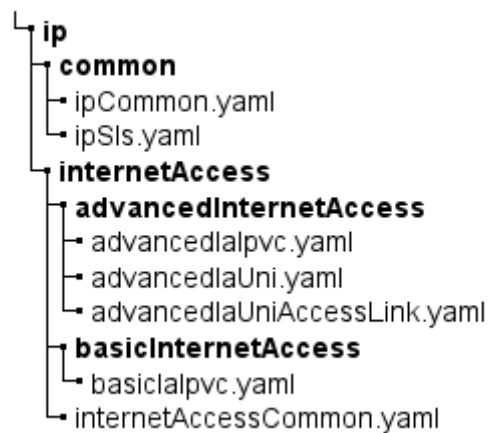 ip
common
ipCommon.yaml
ipSls.yaml
internetAccess
advancedInternetAccess
advancedIaIpvc.yaml
advancedIaUni.yaml
advancedIaUniAccessLink.yaml
basicInternetAccess
basicIaIpvc.yaml
internetAccessCommon.yaml